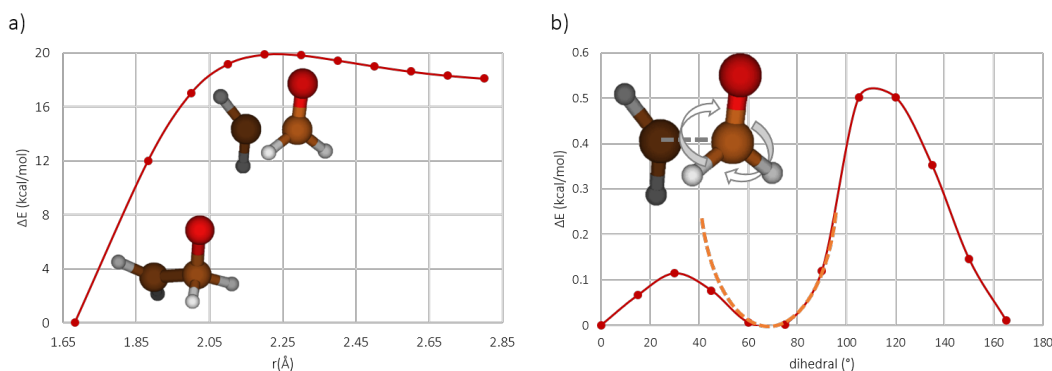 a)
ΔE (kcal/mol)
20
16
12
8
4
0
1.65 1.85 2.05 2.25 2.45 2.65 2.85
r(Å)
b)
ΔE (kcal/mol)
0.6
0.5
0.4
0.3
0.2
0.1
0
0 20 40 60 80 100 120 140 160 180
dihedral (°)